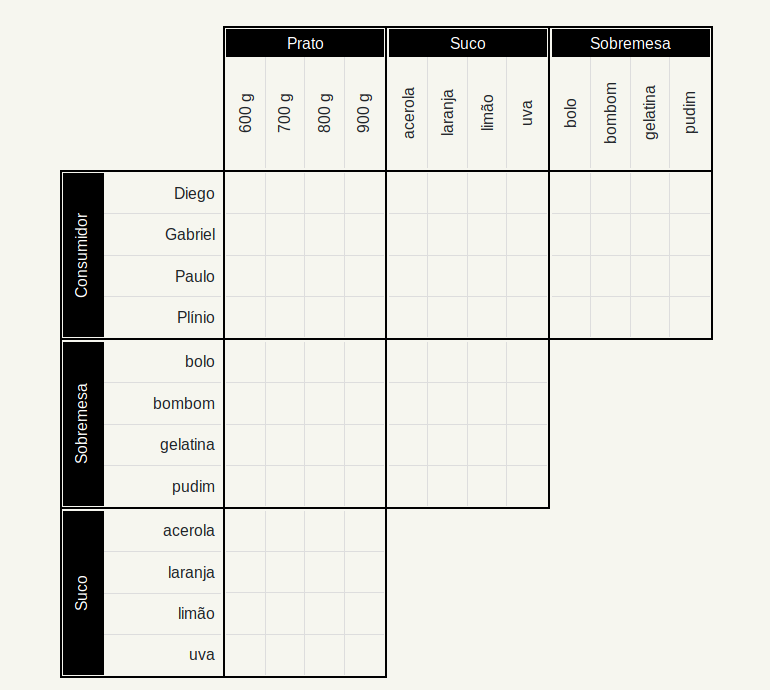 Prato Suco Sobremesa
600 g 700 g 800 g 900 g acerola laranja limão uva bolo bombom gelatina pudim
Consumidor
Diego
Gabriel
Paulo
Plínio
Sobremesa
bolo
bombom
gelatina
pudim
Suco
acerola
laranja
limão
uva